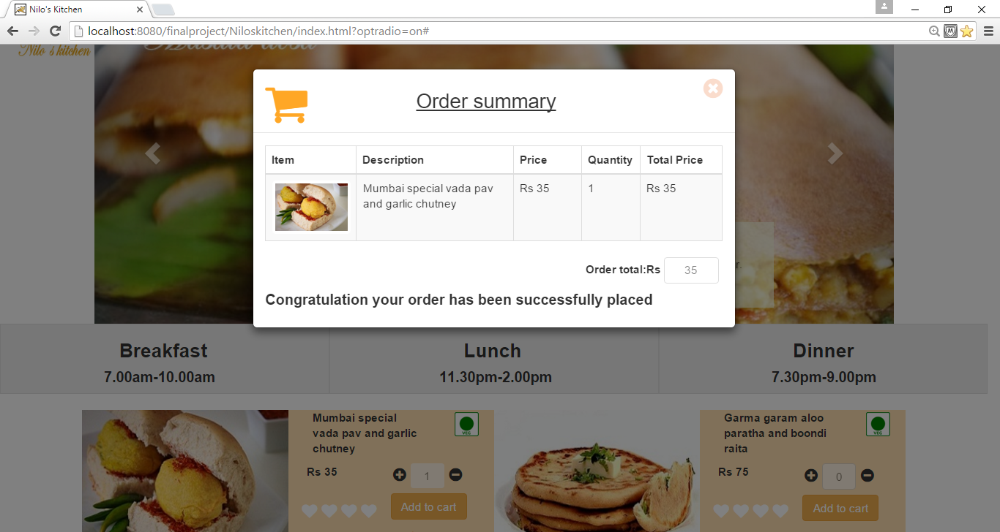 Nilo's Kitchen
localhost:8080/finalproject/Niloskitchen/index.html?optradio=on#
Nilo's kitchen
Masala dosa
Order summary
Item Description Price Quantity Total Price
Mumbai special vada pav Rs 35 1 Rs 35
and garlic chutney
r.
Order total:Rs 35
Congratulation your order has been successfully placed
Breakfast Lunch Dinner
7.00am-10.00am 11.30pm-2.00pm 7.30pm-9.00pm
Mumbai special
vada pav and garlic
chutney
VEG
Rs 35 1
Add to cart
Garma garam aloo
paratha and boondi
raita
VEG
Rs 75 0
Add to cart